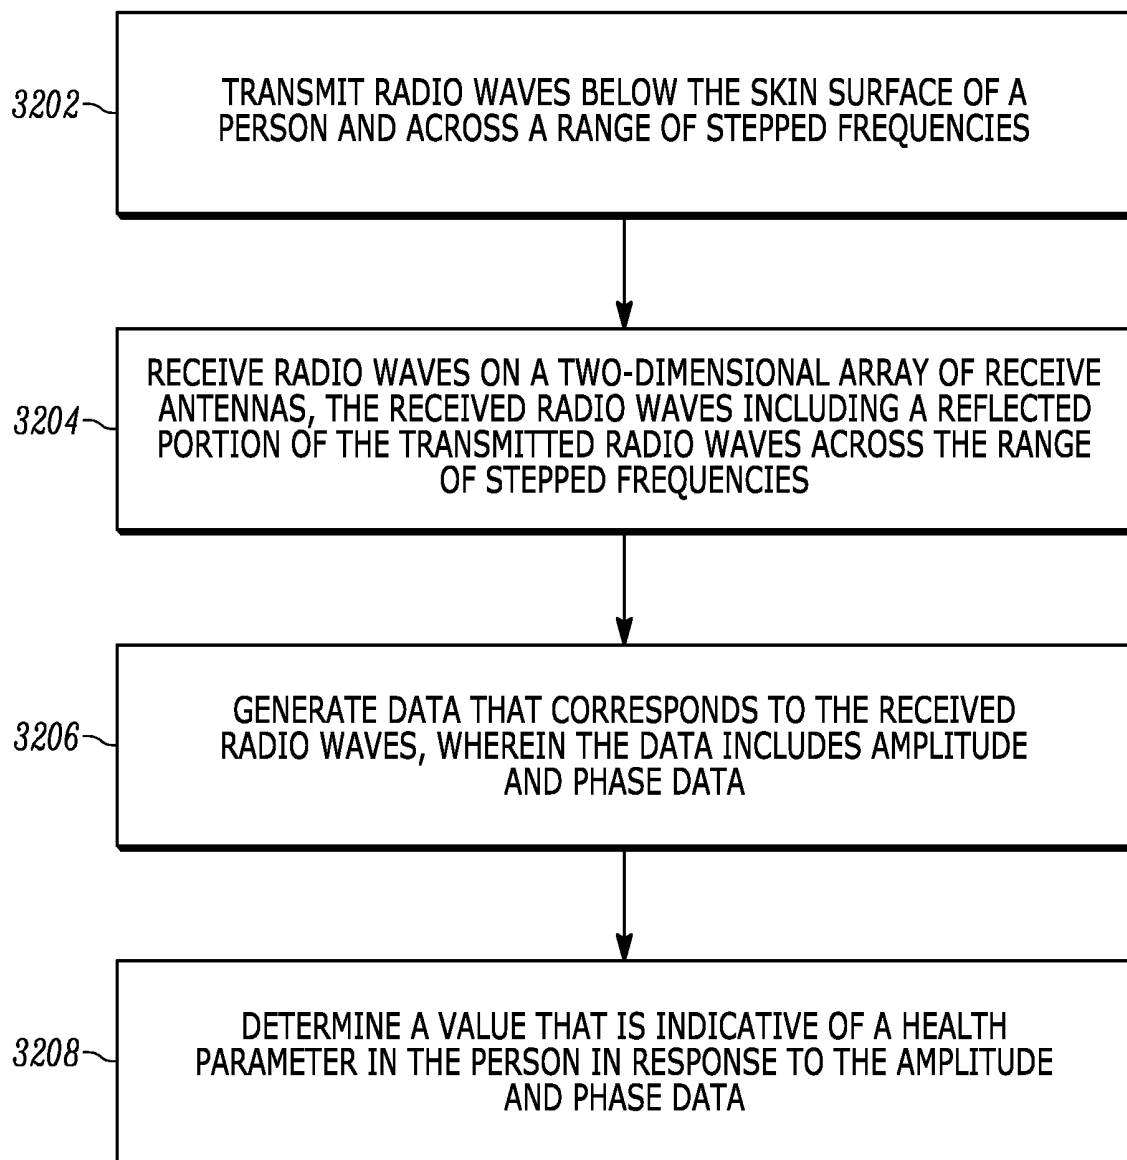 3202
TRANSMIT RADIO WAVES BELOW THE SKIN SURFACE OF A
PERSON AND ACROSS A RANGE OF STEPPED FREQUENCIES
3204
RECEIVE RADIO WAVES ON A TWO-DIMENSIONAL ARRAY OF RECEIVE
ANTENNAS, THE RECEIVED RADIO WAVES INCLUDING A REFLECTED
PORTION OF THE TRANSMITTED RADIO WAVES ACROSS THE RANGE
OF STEPPED FREQUENCIES
3206
GENERATE DATA THAT CORRESPONDS TO THE RECEIVED
RADIO WAVES, WHEREIN THE DATA INCLUDES AMPLITUDE
AND PHASE DATA
3208
DETERMINE A VALUE THAT IS INDICATIVE OF A HEALTH
PARAMETER IN THE PERSON IN RESPONSE TO THE AMPLITUDE
AND PHASE DATA